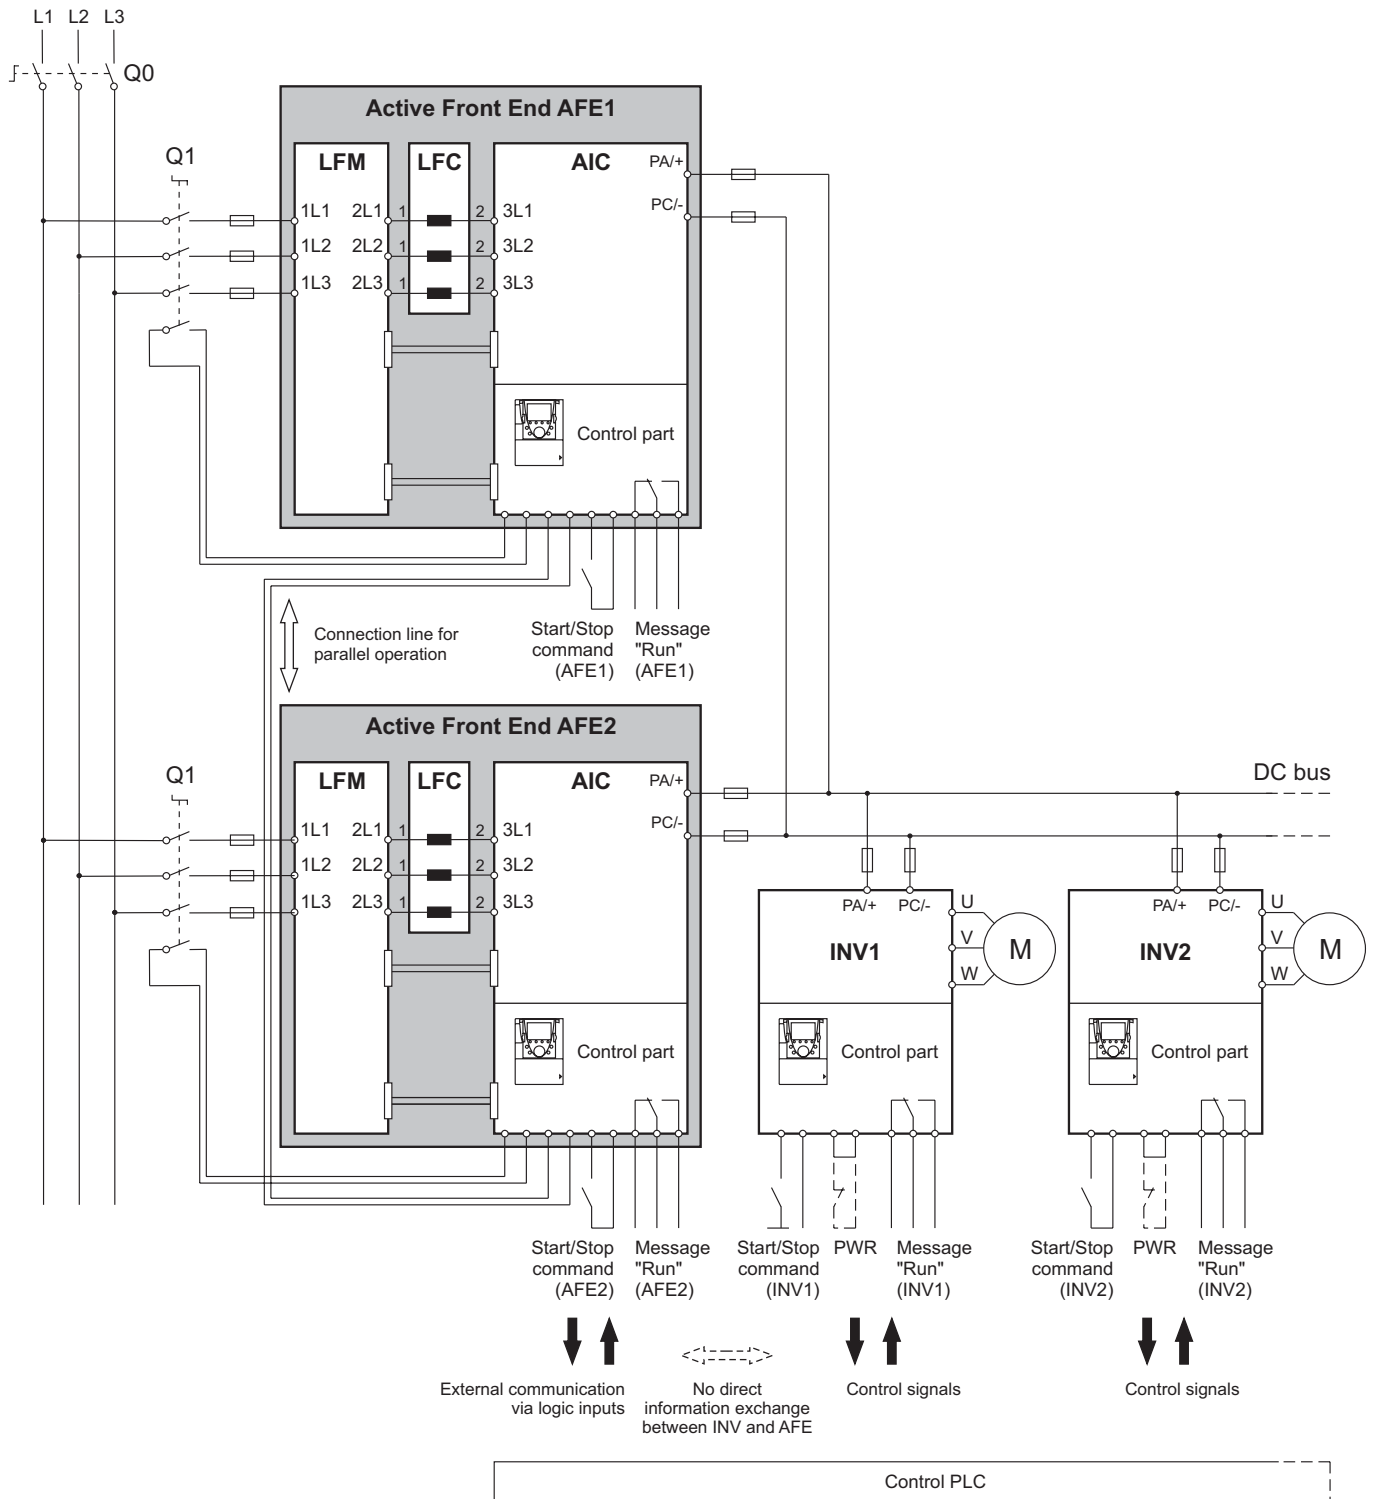 L1 L2 L3
Q0
Active Front End AFE1
Q1
LFM LFC AIC PA/+
PC/-
1L1 2L1 1 2 3L1
1L2 2L2 1 2 3L2
1L3 2L3 1 2 3L3
Control part
Connection line for
parallel operation
Start/Stop
command
(AFE1)
Message
"Run"
(AFE1)
Active Front End AFE2
Q1
LFM LFC AIC PA/+
PC/-
DC bus
1L1 2L1 1 2 3L1
1L2 2L2 1 2 3L2
1L3 2L3 1 2 3L3
Control part
PA/+ PC/- U
V
W
INV1
M
Control part
PA/+ PC/- U
V
W
INV2
M
Control part
Start/Stop
command
(AFE2)
Message
"Run"
(AFE2)
Start/Stop
command
(INV1)
PWR
Message
"Run"
(INV1)
Start/Stop
command
(INV2)
PWR
Message
"Run"
(INV2)
External communication
via logic inputs
No direct
information exchange
between INV and AFE
Control signals
Control signals
Control PLC